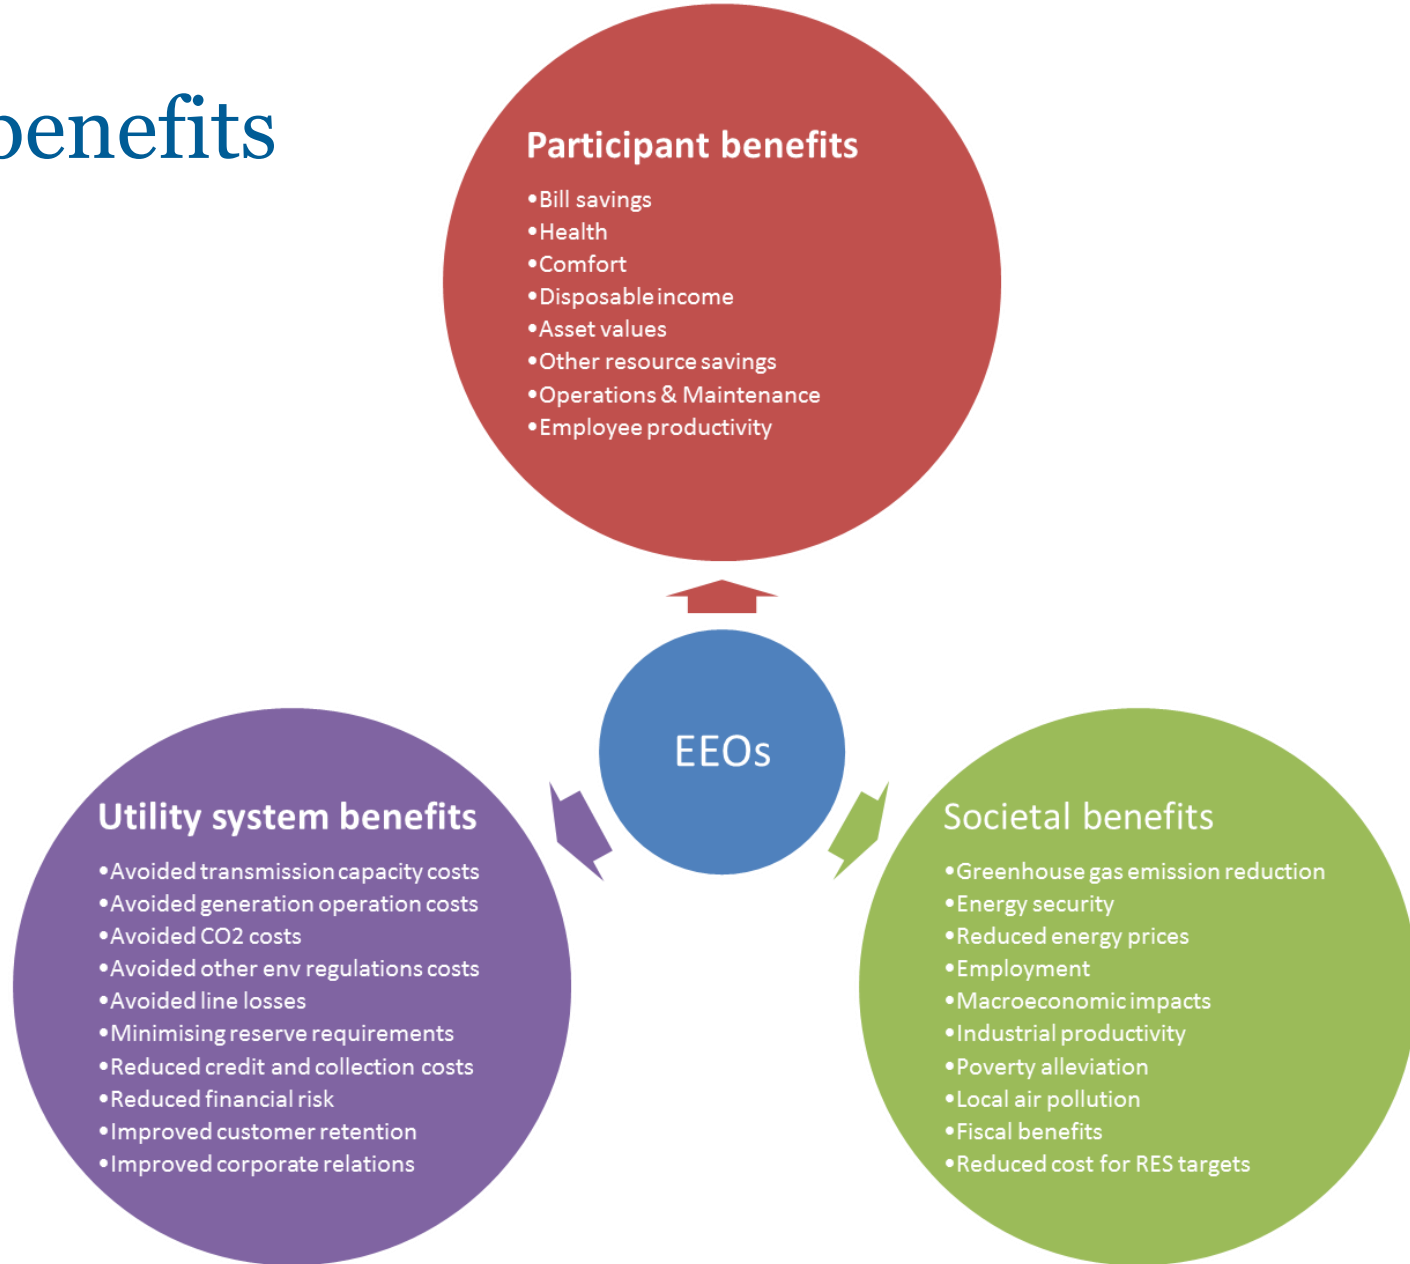 benefits
Participant benefits
•Bill savings
•Health
•Comfort
•Disposable income
•Asset values
•Other resource savings
•Operations & Maintenance
•Employee productivity
EEOs
Utility system benefits
•Avoided transmission capacity costs
•Avoided generation operation costs
•Avoided CO2 costs
•Avoided other env regulations costs
•Avoided line losses
•Minimising reserve requirements
•Reduced credit and collection costs
•Reduced financial risk
•Improved customer retention
•Improved corporate relations
Societal benefits
•Greenhouse gas emission reduction
•Energy security
•Reduced energy prices
•Employment
•Macroeconomic impacts
•Industrial productivity
•Poverty alleviation
•Local air pollution
•Fiscal benefits
•Reduced cost for RES targets